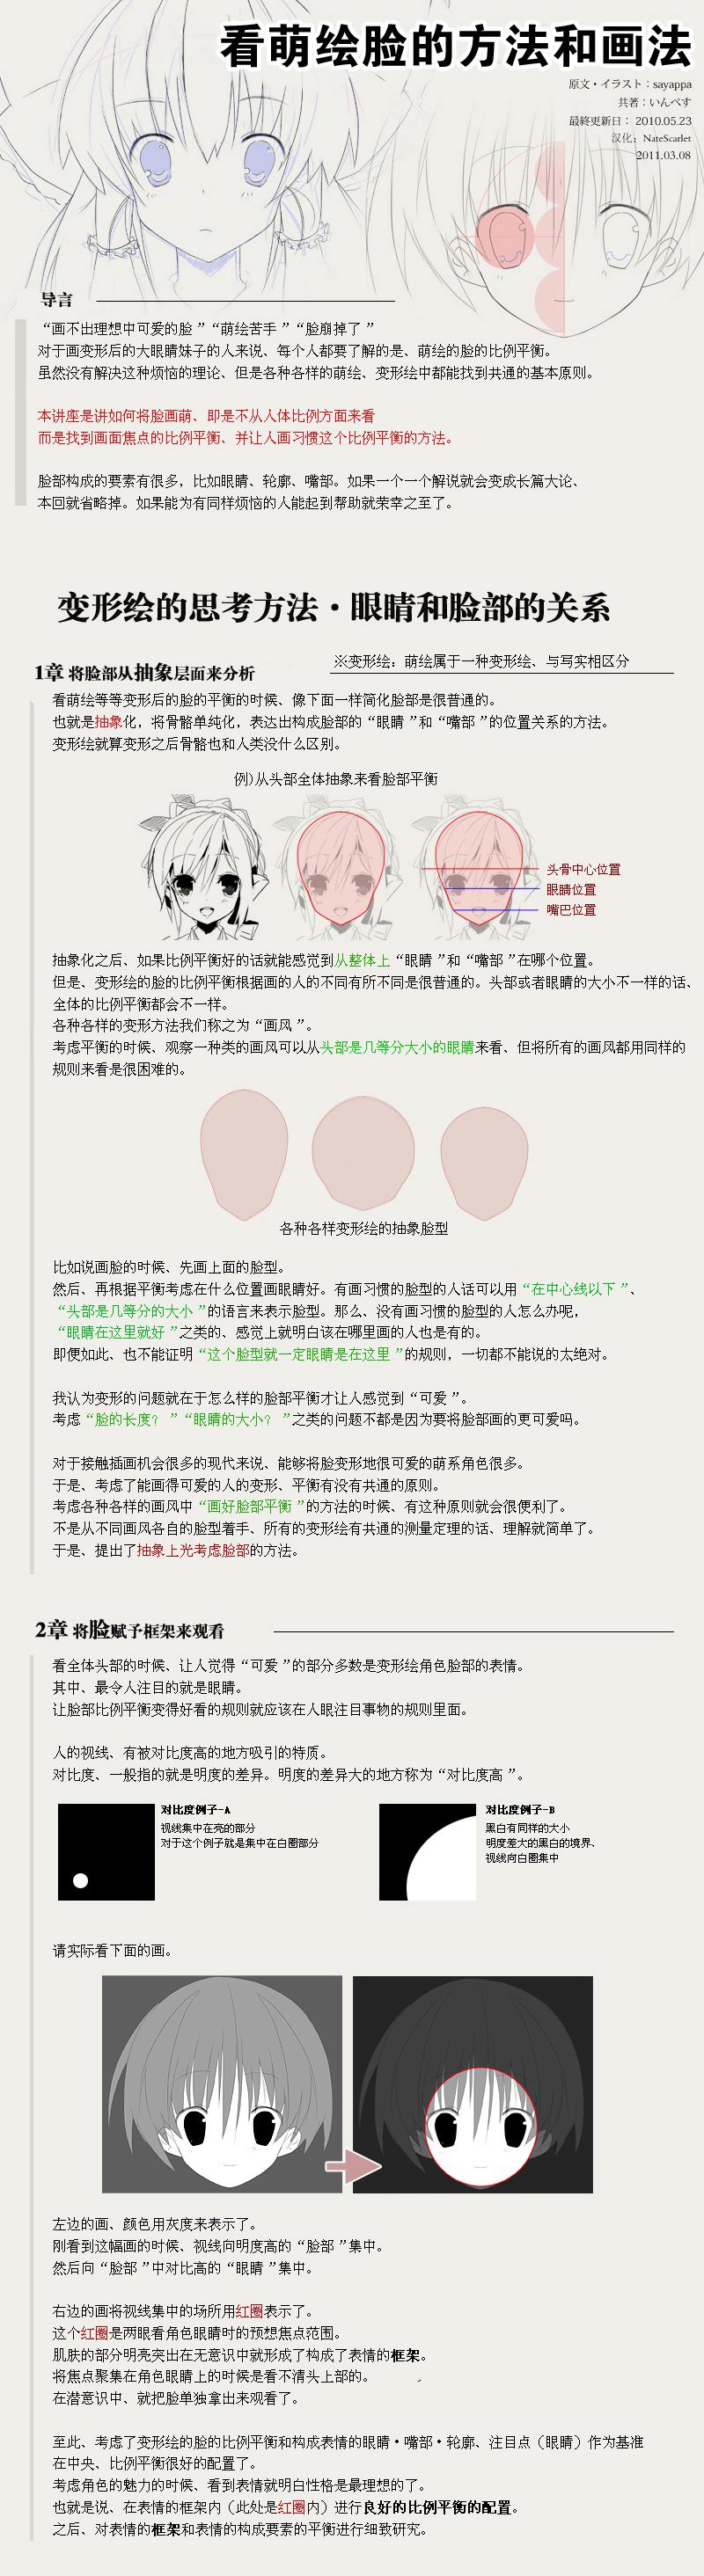 看萌绘脸的方法和画法
原文・イラスト：sayappa
共著：いんべす
最終更新日： 2010.05.23
汉化：NateScarlet
2011.03.08
导言
“画不出理想中可爱的脸 ”“萌绘苦手 ”“脸崩掉了 ”
对于画变形后的大眼睛妹子的人来说、每个人都要了解的是、萌绘的脸的比例平衡。
虽然没有解决这种烦恼的理论、但是各种各样的萌绘、变形绘中都能找到共通的基本原则。
本讲座是讲如何将脸画萌、即是不从人体比例方面来看
而是找到画面焦点的比例平衡、并让人画习惯这个比例平衡的方法。
脸部构成的要素有很多，比如眼睛、轮廓、嘴部。如果一个一个解说就会变成长篇大论、
本回就省略掉。如果能为有同样烦恼的人能起到帮助就荣幸之至了。
变形绘的思考方法・眼睛和脸部的关系
1章 将脸部从抽象层面来分析
※变形绘：萌绘属于一种变形绘、与写实相区分
看萌绘等等变形后的脸的平衡的时候、像下面一样简化脸部是很普通的。
也就是抽象化，将骨骼单纯化，表达出构成脸部的“眼睛 ”和“嘴部 ”的位置关系的方法。
变形绘就算变形之后骨骼也和人类没什么区别。
例)从头部全体抽象来看脸部平衡
头骨中心位置
眼睛位置
嘴巴位置
抽象化之后、如果比例平衡好的话就能感觉到从整体上“眼睛 ”和“嘴部 ”在哪个位置。
但是、变形绘的脸的比例平衡根据画的人的不同有所不同是很普通的。头部或者眼睛的大小不一样的话、
全体的比例平衡都会不一样。
各种各样的变形方法我们称之为“画风 ”。
考虑平衡的时候、观察一种类的画风可以从头部是几等分大小的眼睛来看、但将所有的画风都用同样的
规则来看是很困难的。
各种各样变形绘的抽象脸型
比如说画脸的时候、先画上面的脸型。
然后、再根据平衡考虑在什么位置画眼睛好。有画习惯的脸型的人话可以用“在中心线以下 ”、
“头部是几等分的大小 ”的语言来表示脸型。那么、没有画习惯的脸型的人怎么办呢，
“眼睛在这里就好 ”之类的、感觉上就明白该在哪里画的人也是有的。
即便如此、也不能证明“这个脸型就一定眼睛是在这里 ”的规则，一切都不能说的太绝对。
我认为变形的问题就在于怎么样的脸部平衡才让人感觉到“可爱 ”。
考虑“脸的长度？ ”“眼睛的大小？ ”之类的问题不都是因为要将脸部画的更可爱吗。
对于接触插画机会很多的现代来说、能够将脸变形地很可爱的萌系角色很多。
于是、考虑了能画得可爱的人的变形、平衡有没有共通的原则。
考虑各种各样的画风中“画好脸部平衡 ”的方法的时候、有这种原则就会很便利了。
不是从不同画风各自的脸型着手、所有的变形绘有共通的测量定理的话、理解就简单了。
于是、提出了抽象上光考虑脸部的方法。
2章 将脸赋予框架来观看
看全体头部的时候、让人觉得“可爱 ”的部分多数是变形绘角色脸部的表情。
其中、最令人注目的就是眼睛。
让脸部比例平衡变得好看的规则就应该在人眼注目事物的规则里面。
人的视线、有被对比度高的地方吸引的特质。
对比度、一般指的就是明度的差异。明度的差异大的地方称为“对比度高 ”。
对比度例子-A
视线集中在亮的部分
对于这个例子就是集中在白圈部分
对比度例子-B
黑白有同样的大小
明度差大的黑白的境界、
视线向白圈集中
请实际看下面的画。
左边的画、颜色用灰度来表示了。
刚看到这幅画的时候、视线向明度高的“脸部 ”集中。
然后向“脸部 ”中对比高的“眼睛 ”集中。
右边的画将视线集中的场所用红圈表示了。
这个红圈是两眼看角色眼睛时的预想焦点范围。
肌肤的部分明亮突出在无意识中就形成了构成了表情的框架。
将焦点聚集在角色眼睛上的时候是看不清头上部的。
在潜意识中、就把脸单独拿出来观看了。
至此、考虑了变形绘的脸的比例平衡和构成表情的眼睛・嘴部・轮廓、注目点（眼睛）作为基准
在中央、比例平衡很好的配置了。
考虑角色的魅力的时候、看到表情就明白性格是最理想的了。
也就是说、在表情的框架内（此处是红圈内）进行良好的比例平衡的配置。
之后、对表情的框架和表情的构成要素的平衡进行细致研究。